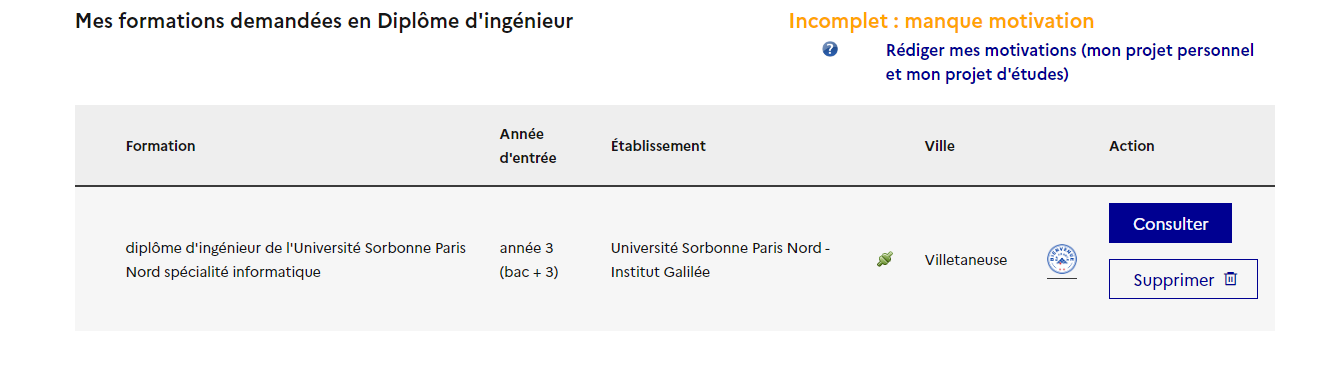 Mes formations demandées en Diplôme d'ingénieur
Incomplet : manque motivation
Rédiger mes motivations (mon projet personnel
et mon projet d'études)
Formation
Année
d'entrée
Établissement
Ville
Action
diplôme d'ingénieur de l'Université Sorbonne Paris
Nord spécialité informatique
année 3
(bac + 3)
Université Sorbonne Paris Nord -
Institut Galilée
Villetaneuse
BIENVENUE
Consulter
Supprimer